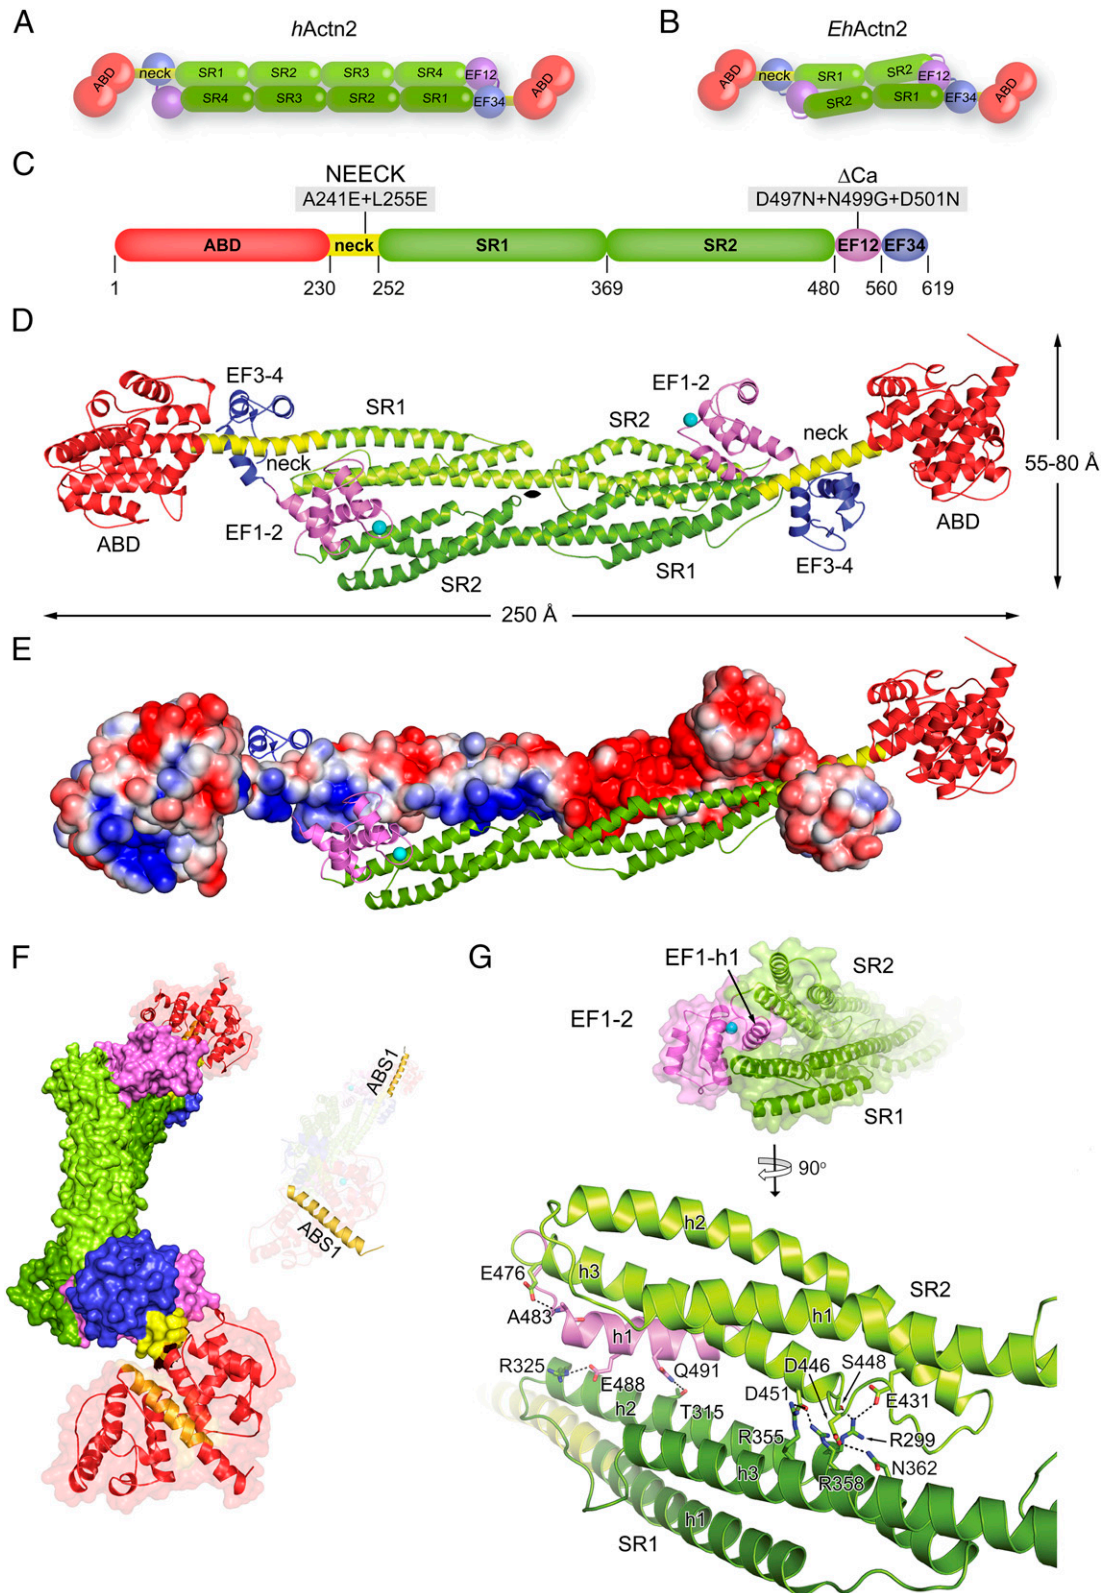 A
hActn2
ABD
neck
SR1
SR2
SR3
SR4
EF12
SR4
SR3
SR2
SR1
EF34
ABD
B
EhActn2
ABD
neck
SR1
SR2
EF12
SR2
SR1
EF34
ABD
C
NEECK
A241E+L255E
ΔCa
D497N+N499G+D501N
ABD
neck
SR1
SR2
EF12
EF34
1
230
252
369
480
560
619
D
EF3-4
SR1
SR2
EF1-2
neck
neck
ABD
EF1-2
SR2
SR1
EF3-4
ABD
55-80 Å
250 Å
E
F
ABS1
ABS1
G
EF1-h1
SR2
EF1-2
SR1
90°
h2
E476
h3
SR2
A483
h1
h1
D446
S448
R325
Q491
D451
E431
E488
h2
T315
R355
R299
h3
N362
R358
h1
SR1